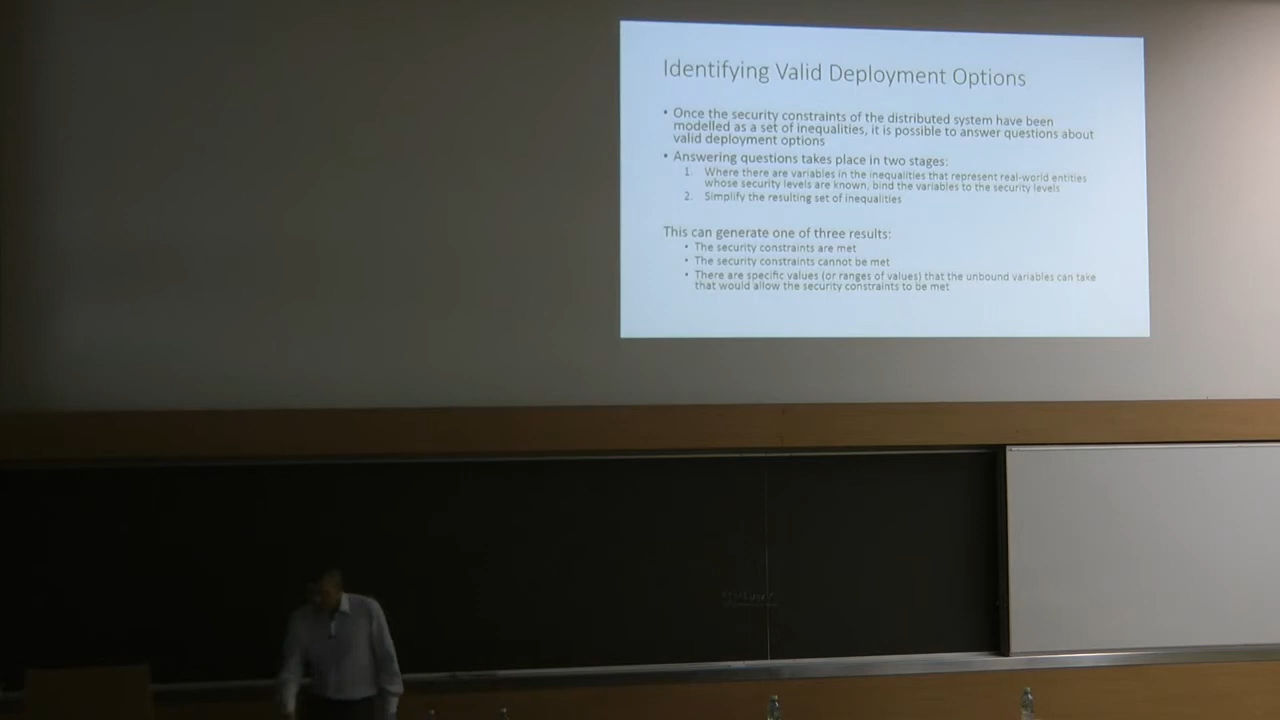 Identifying Valid Deployment Options
• Once the security constraints of the distributed system have been
modelled as a set of inequalities, it is possible to answer questions about
valid deployment options
• Answering questions takes place in two stages:
1. Where there are variables in the inequalities that represent real-world entities
whose security levels are known, bind the variables to the security levels
2. Simplify the resulting set of inequalities
This can generate one of three results:
• The security constraints are met
• The security constraints cannot be met
• There are specific values (or ranges of values) that the unbound variables can take
that would allow the security constraints to be met